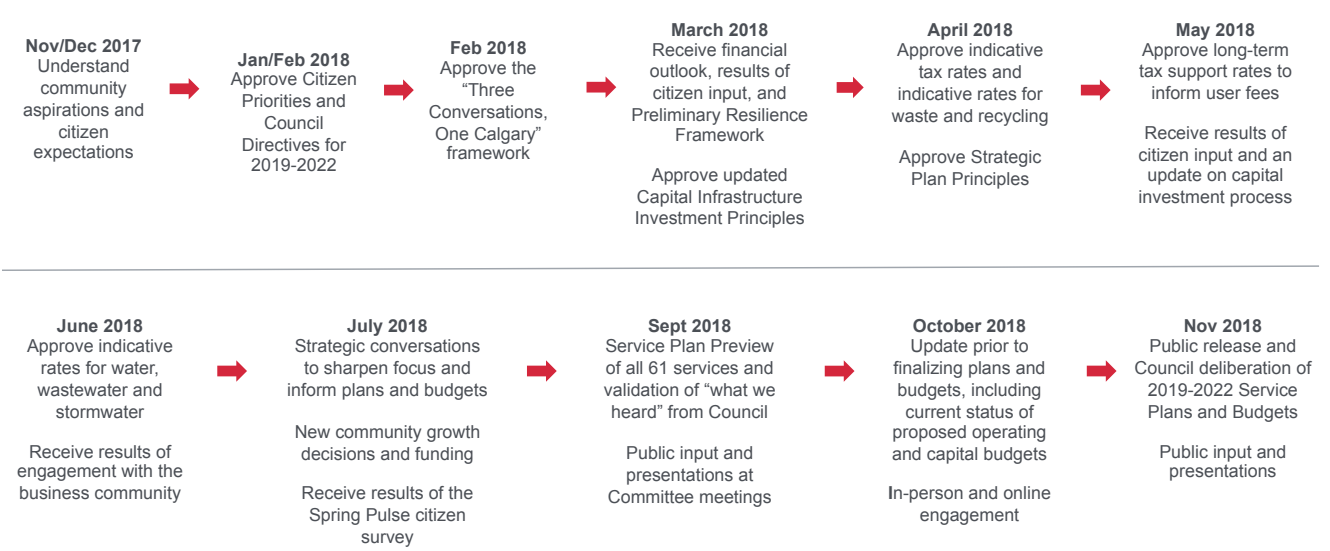 Nov/Dec 2017
Understand
community
aspirations and
citizen
expectations
Jan/Feb 2018
Approve Citizen
Priorities and
Council
Directives for
2019-2022
Feb 2018
Approve the
“Three
Conversations,
One Calgary”
framework
March 2018
Receive financial
outlook, results of
citizen input, and
Preliminary Resilience
Framework
Approve updated
Capital Infrastructure
Investment Principles
April 2018
Approve indicative
tax rates and
indicative rates for
waste and recycling
Approve Strategic
Plan Principles
May 2018
Approve long-term
tax support rates to
inform user fees
Receive results of
citizen input and an
update on capital
investment process
June 2018
Approve indicative
rates for water,
wastewater and
stormwater
Receive results of
engagement with the
business community
July 2018
Strategic conversations
to sharpen focus and
inform plans and budgets
New community growth
decisions and funding
Receive results of the
Spring Pulse citizen
survey
Sept 2018
Service Plan Preview
of all 61 services and
validation of “what we
heard” from Council
Public input and
presentations at
Committee meetings
October 2018
Update prior to
finalizing plans and
budgets, including
current status of
proposed operating
and capital budgets
In-person and online
engagement
Nov 2018
Public release and
Council deliberation of
2019-2022 Service
Plans and Budgets
Public input and
presentations